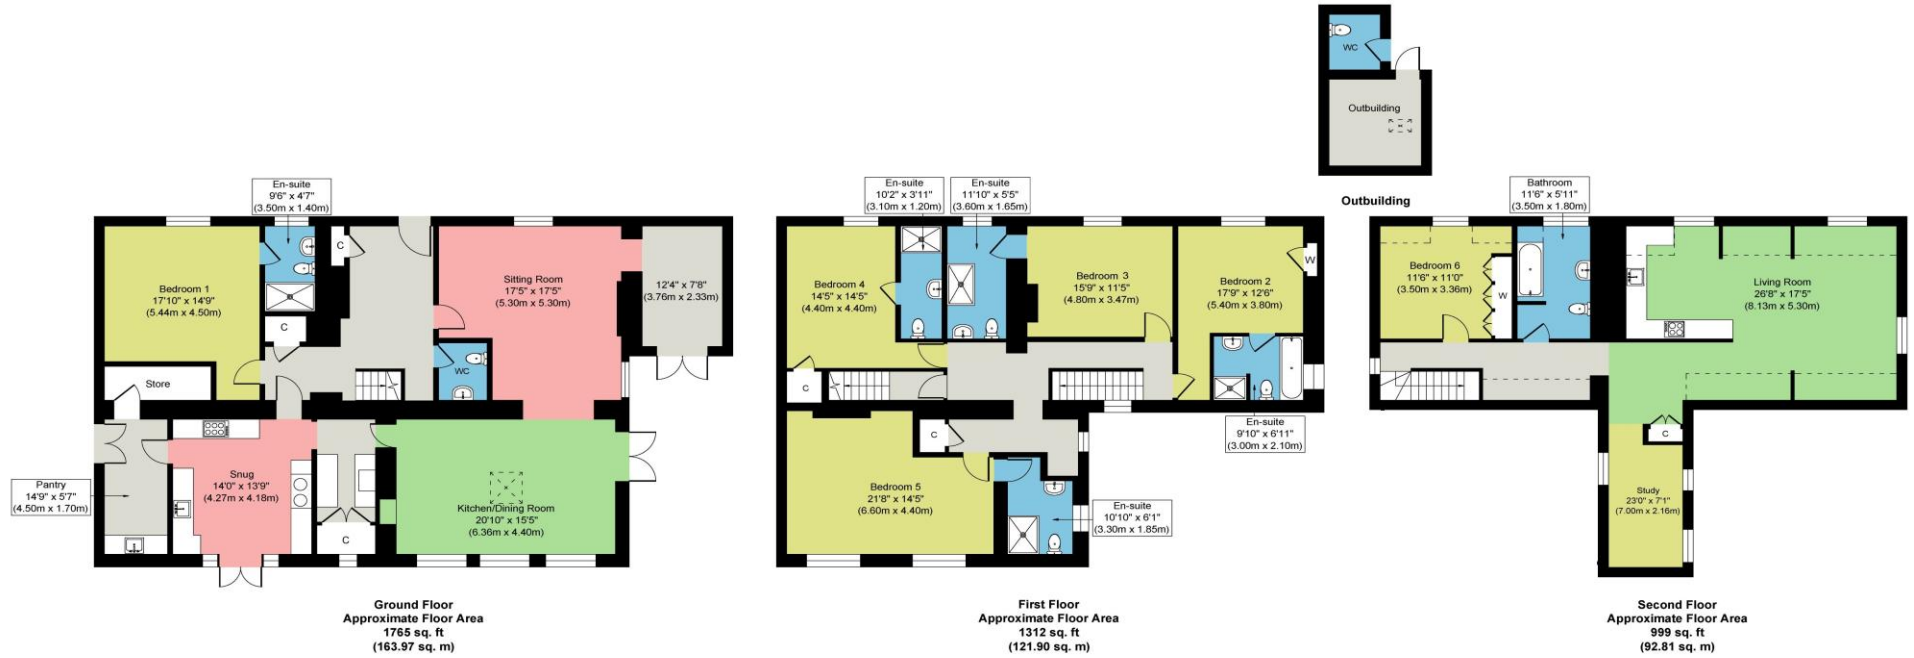 En-suite
9'6" x 4'7"
(3.50m x 1.40m)
C
Bedroom 1
17'10" x 14'9"
(5.44m x 4.50m)
Sitting Room
17'5" x 17'5"
(5.30m x 5.30m)
12'4" x 7'8"
(3.76m x 2.33m)
C
WC
Store
Snug
14'0" x 13'9"
(4.27m x 4.18m)
Pantry
14'9" x 5'7"
(4.50m x 1.70m)
Kitchen/Dining Room
20'10" x 15'5"
(6.36m x 4.40m)
C
Ground Floor
Approximate Floor Area
1765 sq. ft
(163.97 sq. m)
En-suite
10'2" x 3'11"
(3.10m x 1.20m)
En-suite
11'10" x 5'5"
(3.60m x 1.65m)
Bedroom 4
14'5" x 14'5"
(4.40m x 4.40m)
Bedroom 3
15'9" x 11'5"
(4.80m x 3.47m)
Bedroom 2
17'9" x 12'6"
(5.40m x 3.80m)
W
C
C
En-suite
9'10" x 6'11"
(3.00m x 2.10m)
Bedroom 5
21'8" x 14'5"
(6.60m x 4.40m)
En-suite
10'10" x 6'1"
(3.30m x 1.85m)
First Floor
Approximate Floor Area
1312 sq. ft
(121.90 sq. m)
WC
Outbuilding
Outbuilding
Bathroom
11'6" x 5'11"
(3.50m x 1.80m)
Bedroom 6
11'6" x 11'0"
(3.50m x 3.36m)
W
Living Room
26'8" x 17'5"
(8.13m x 5.30m)
C
Study
23'0" x 7'1"
(7.00m x 2.16m)
Second Floor
Approximate Floor Area
999 sq. ft
(92.81 sq. m)